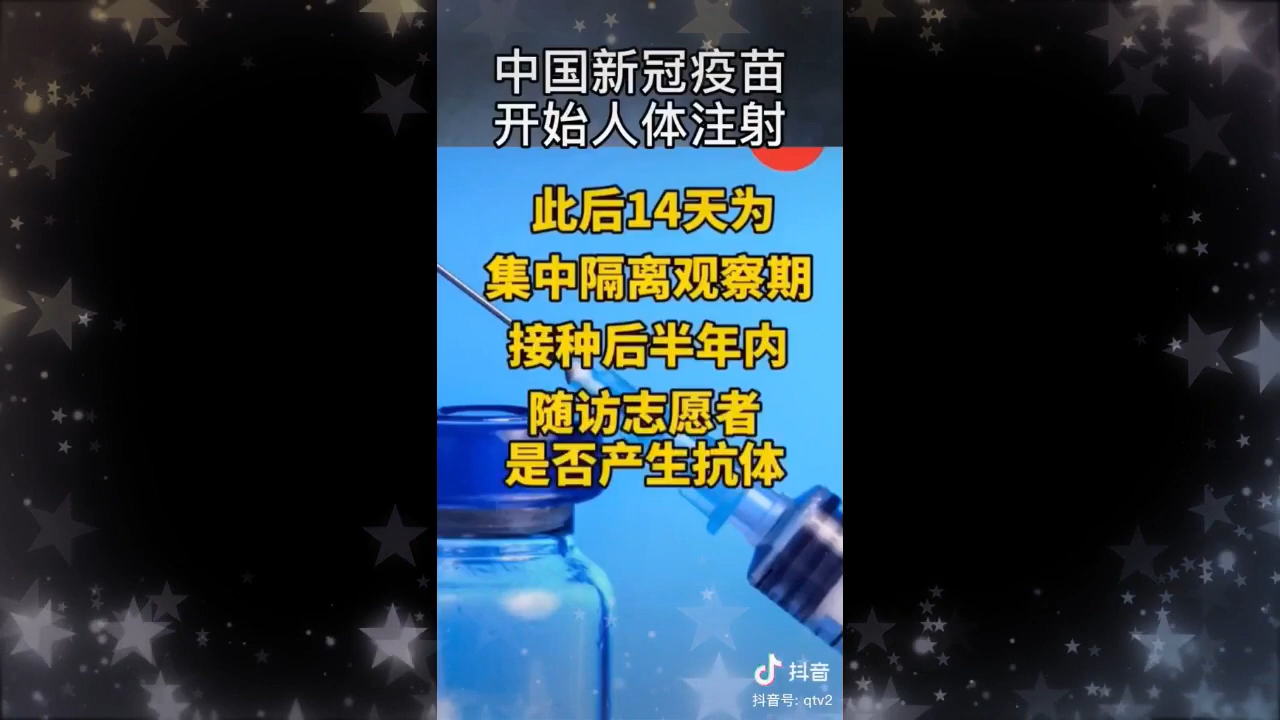 中国新冠疫苗
开始人体注射
此后14天为
集中隔离观察期
接种后半年内
随访志愿者
是否产生抗体
抖音
抖音号: qtv2